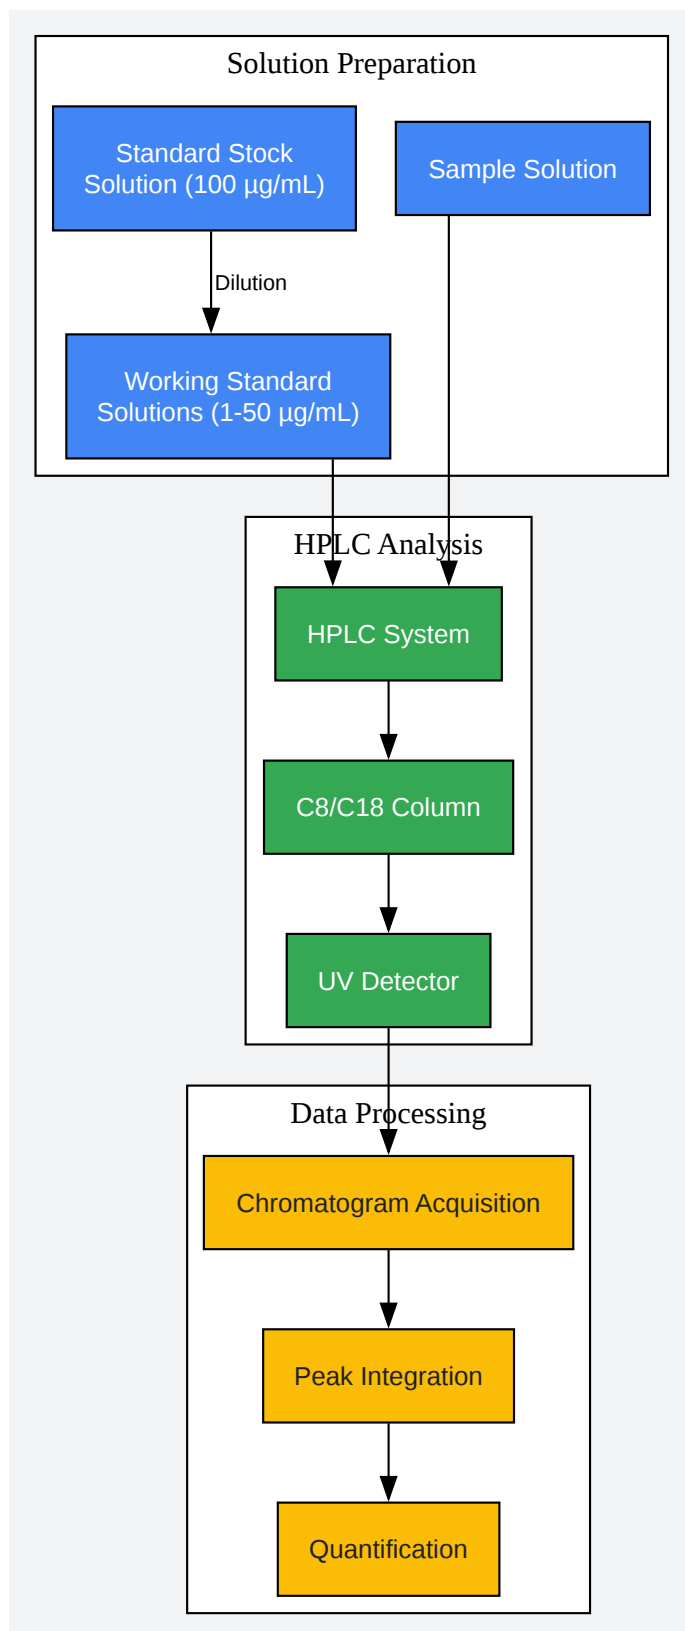 Solution Preparation
Standard Stock
Solution (100 µg/mL)
Sample Solution
Dilution
Working Standard
Solutions (1-50 µg/mL)
HPLC Analysis
HPLC System
C8/C18 Column
UV Detector
Data Processing
Chromatogram Acquisition
Peak Integration
Quantification